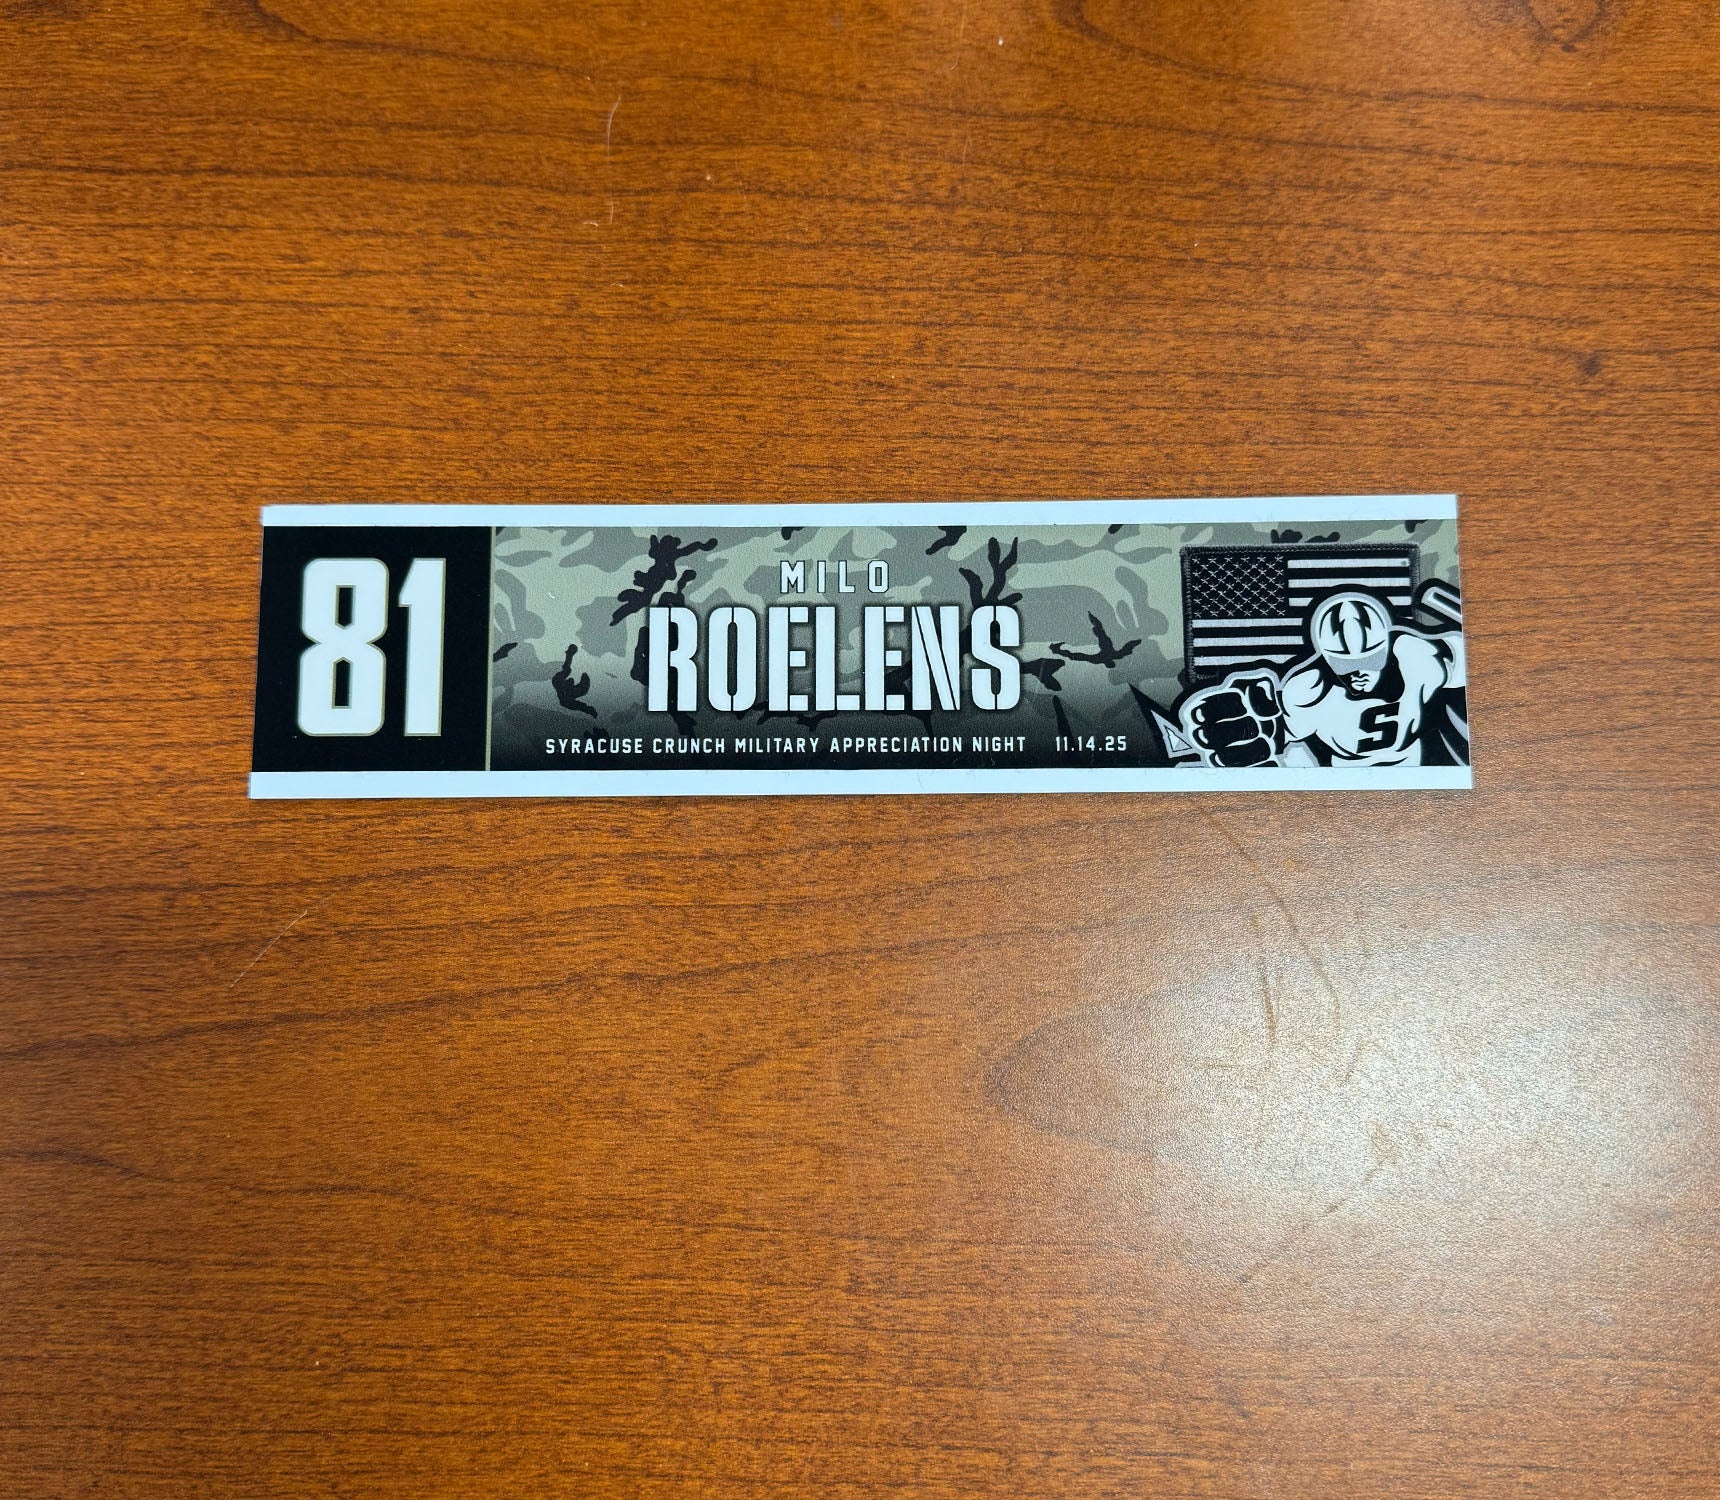 81
MILO
ROELENS
SYRACUSE CRUNCH MILITARY APPRECIATION NIGHT 11.14.25
S